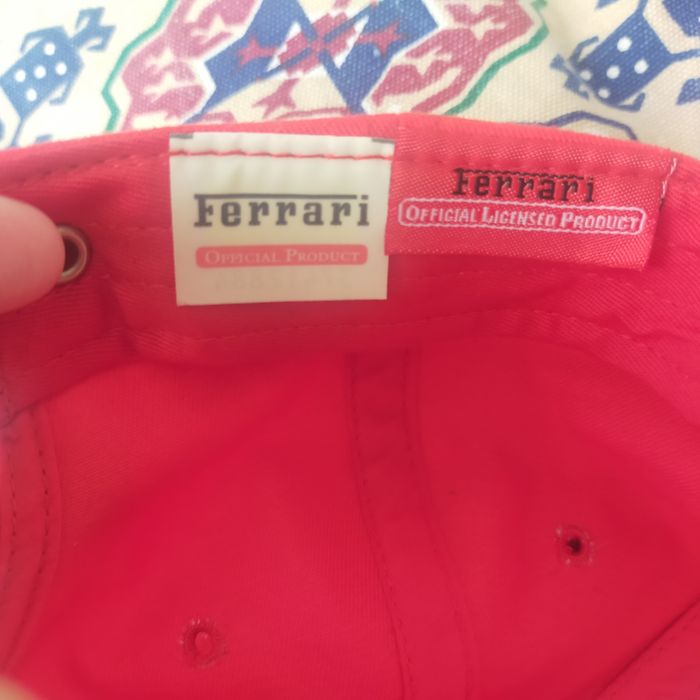 Ferrari
OFFICIAL PRODUCT
Ferrari
OFFICIAL LICENSED PRODUCT